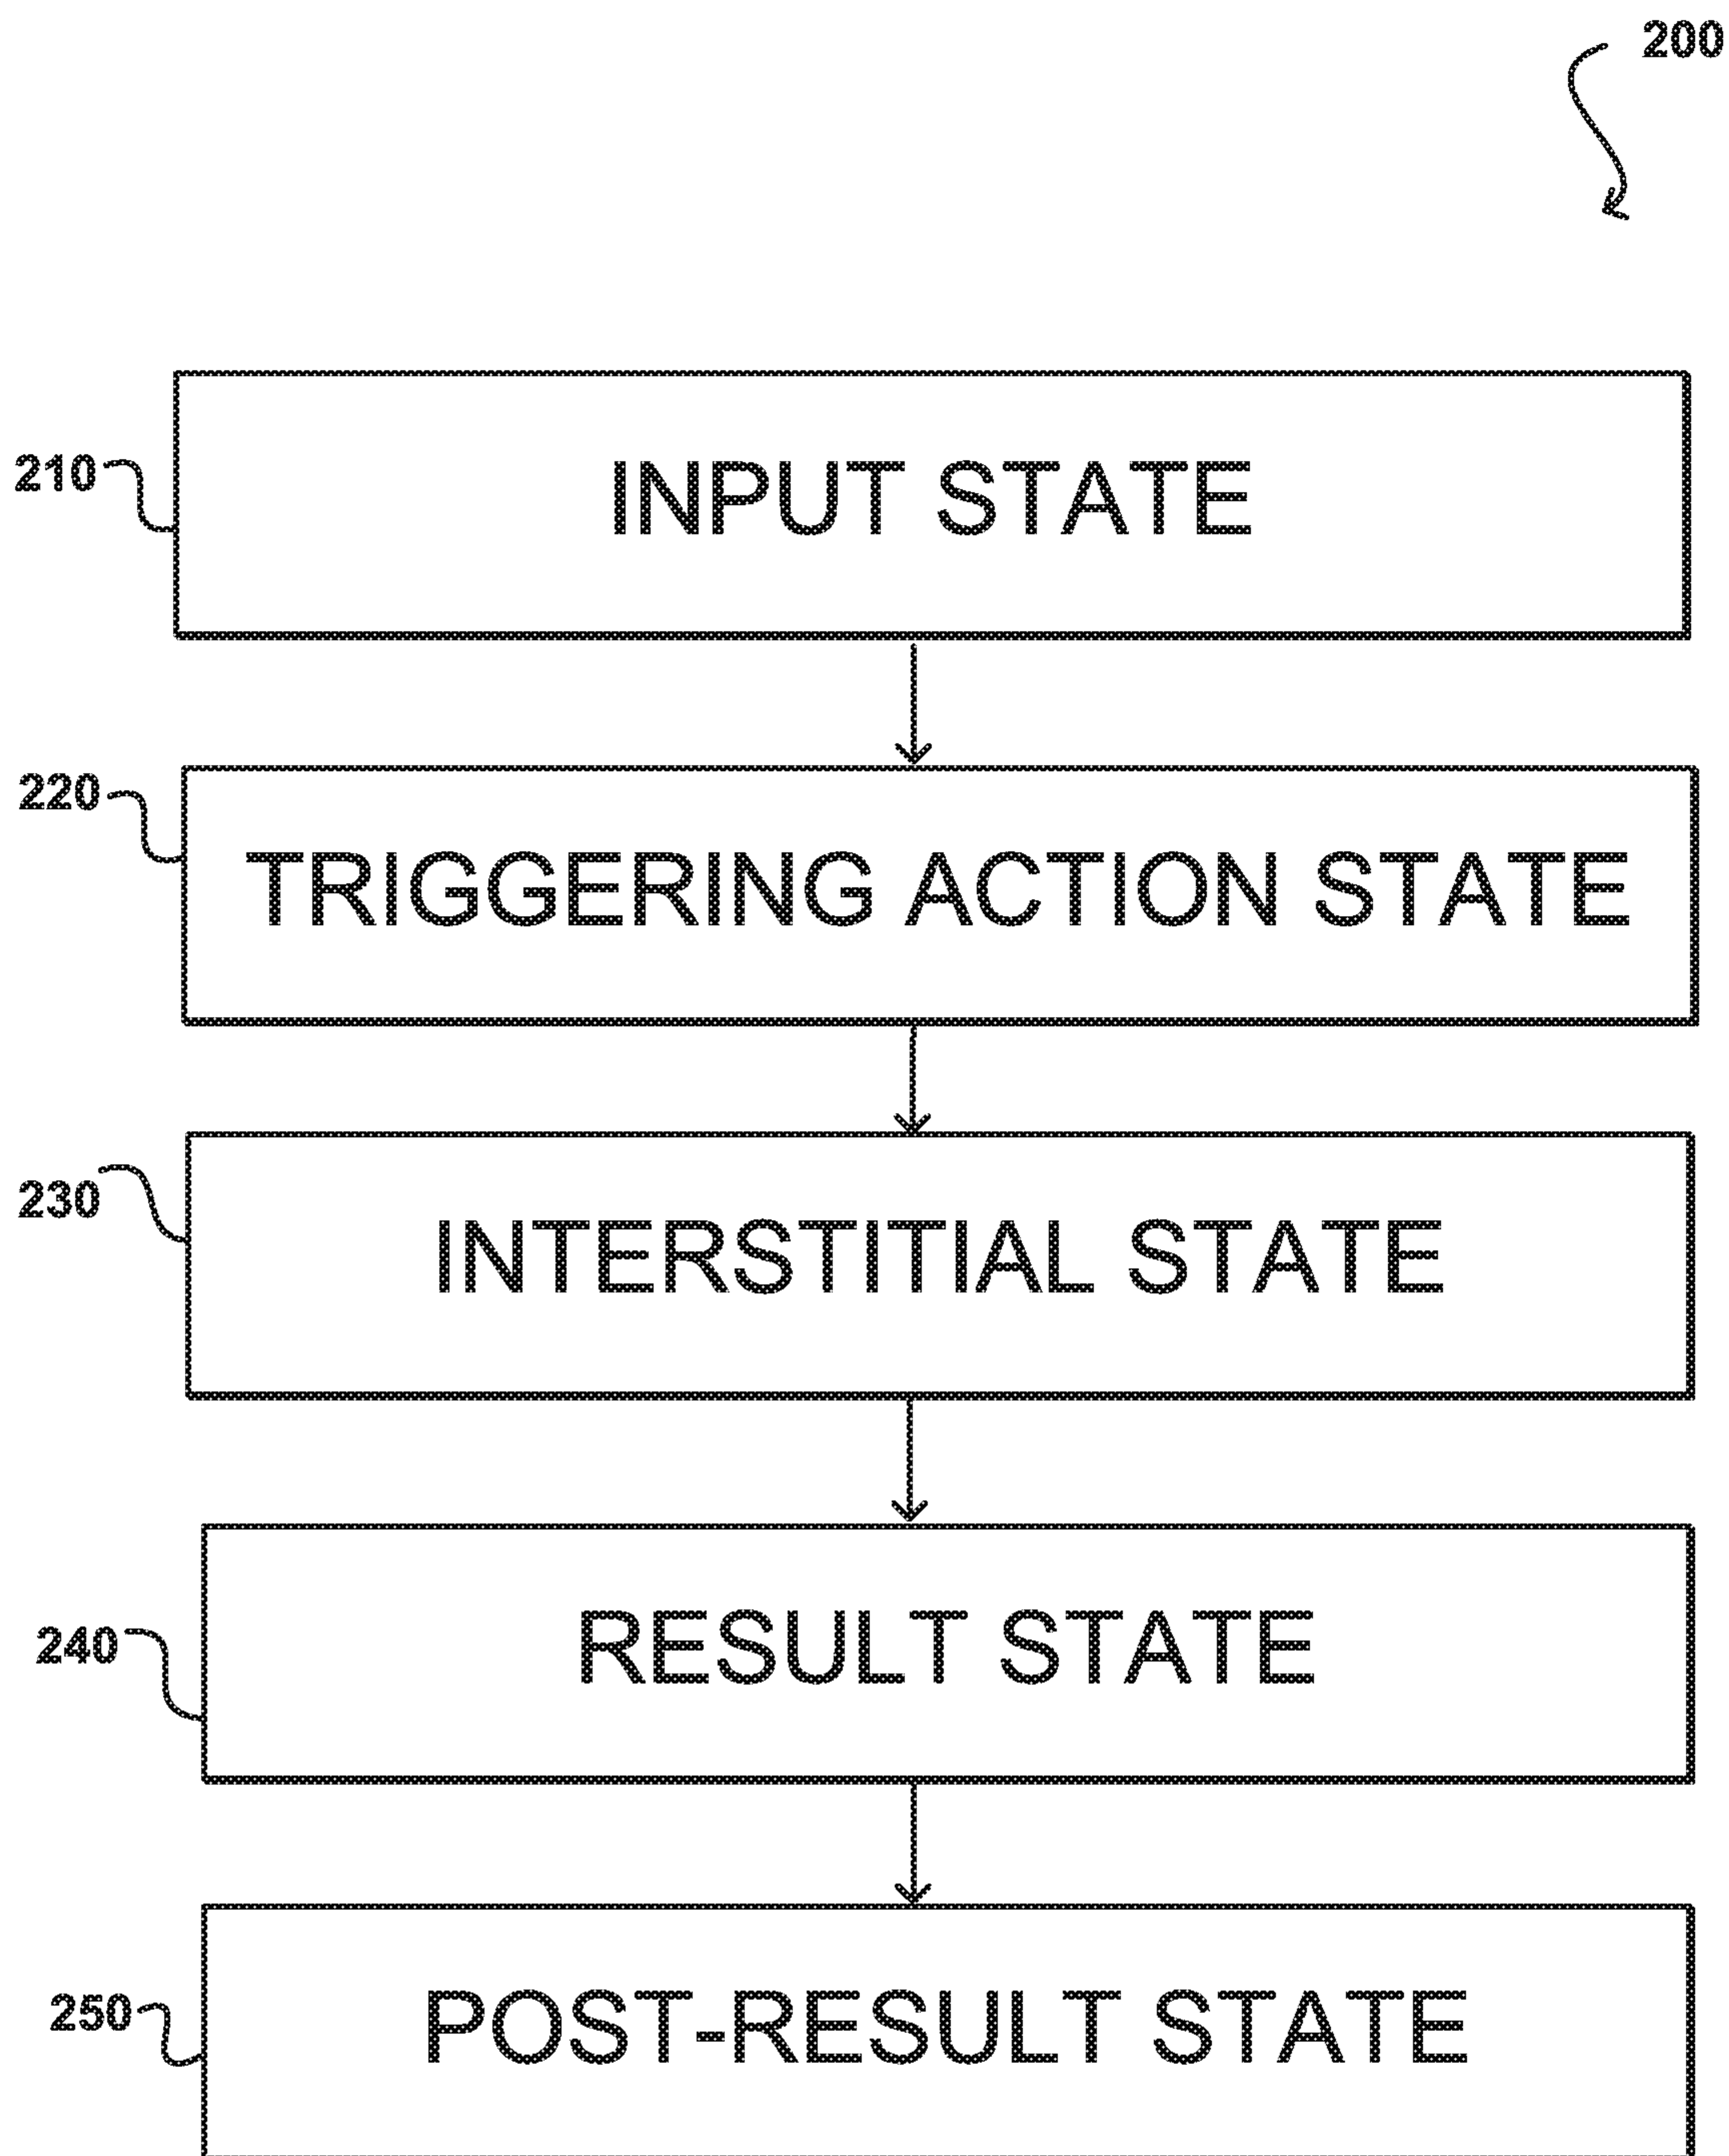 200
210
INPUT STATE
220
TRIGGERING ACTION STATE
230
INTERSTITIAL STATE
240
RESULT STATE
250
POST-RESULT STATE